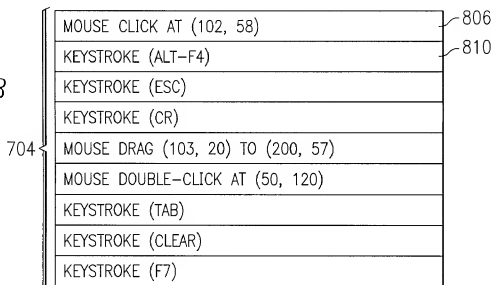 MOUSE CLICK AT (102, 58) 806
KEYSTROKE (ALT-F4) 810
KEYSTROKE (ESC)
8
KEYSTROKE (CR)
704 MOUSE DRAG (103, 20) TO (200, 57)
MOUSE DOUBLE-CLICK AT (50, 120)
KEYSTROKE (TAB)
KEYSTROKE (CLEAR)
KEYSTROKE (F7)